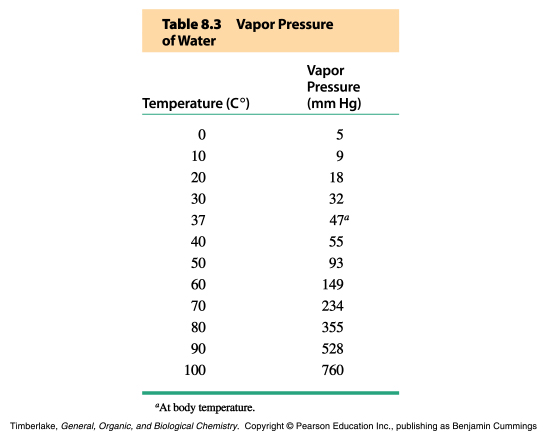 Table 8.3 Vapor Pressure
of Water
Vapor
Pressure
Temperature (C°) (mm Hg)
0 5
10 9
20 18
30 32
37 47ᵃ
40 55
50 93
60 149
70 234
80 355
90 528
100 760
ᵃAt body temperature.
Timberlake, General, Organic, and Biological Chemistry. Copyright © Pearson Education Inc., publishing as Benjamin Cummings